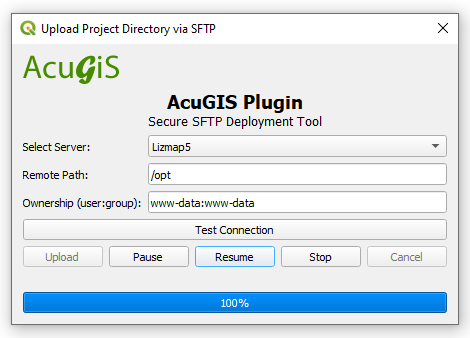 Upload Project Directory via SFTP
AcuGiS
AcuGIS Plugin
Secure SFTP Deployment Tool
Select Server: Lizmap5
Remote Path: /opt
Ownership (user:group): www-data:www-data
Test Connection
Upload Pause Resume Stop Cancel
100%